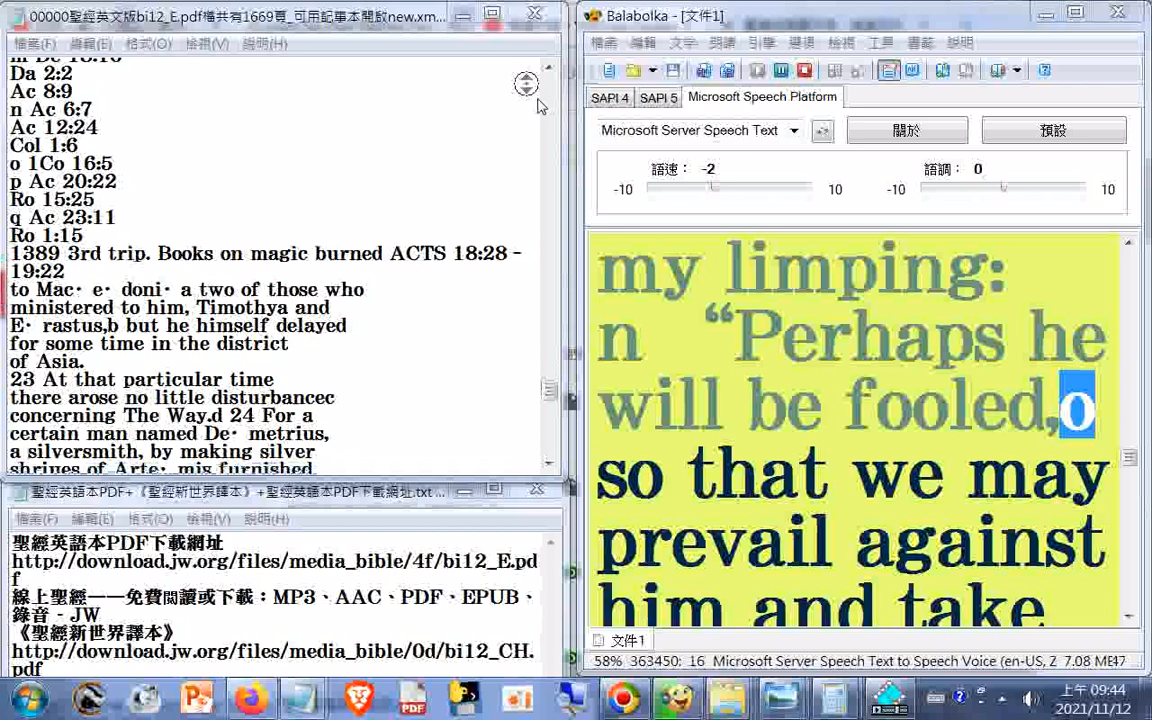 00000聖經英文版bi12_E.pdf檔共有1669頁_可用記事本開啟new.xm...
檔案(F) 編輯(E) 格式(O) 檢視(V) 說明(H)
Da 2:2
Ac 8:9
n Ac 6:7
Ac 12:24
Col 1:6
o 1Co 16:5
p Ac 20:22
Ro 15:25
q Ac 23:11
Ro 1:15
1389 3rd trip. Books on magic burned ACTS 18:28 -
19:22
to Mac· e· doni· a two of those who
ministered to him, Timothya and
E· rastus,b but he himself delayed
for some time in the district
of Asia.
23 At that particular time
there arose no little disturbancec
concerning The Way.d 24 For a
certain man named De· metrius,
a silversmith, by making silver
shrines of Arte· mis furnished
聖經英語本PDF+《聖經新世界譯本》+聖經英語本PDF下載網址.txt ...
檔案(F) 編輯(E) 格式(O) 檢視(V) 說明(H)
聖經英語本PDF下載網址
http://download.jw.org/files/media_bible/4f/bi12_E.pd
f
線上聖經——免費閱讀或下載：MP3、AAC、PDF、EPUB、
錄音 - JW
《聖經新世界譯本》
http://download.jw.org/files/media_bible/0d/bi12_CH.
pdf
Balabolka - [文件1]
檔案 編輯 文字 朗讀 引擎 選項 檢視 工具 書籤 說明
SAPI 4 SAPI 5 Microsoft Speech Platform
Microsoft Server Speech Text 關於 預設
語速： -2 語調： 0
-10 10 -10 10
my limping:
n “Perhaps he
will be fooled,o
so that we may
prevail against
him and take
文件1
58% 363450: 16 Microsoft Server Speech Text to Speech Voice (en-US, Z 7.08 ME47
上午 09:44
2021/11/12